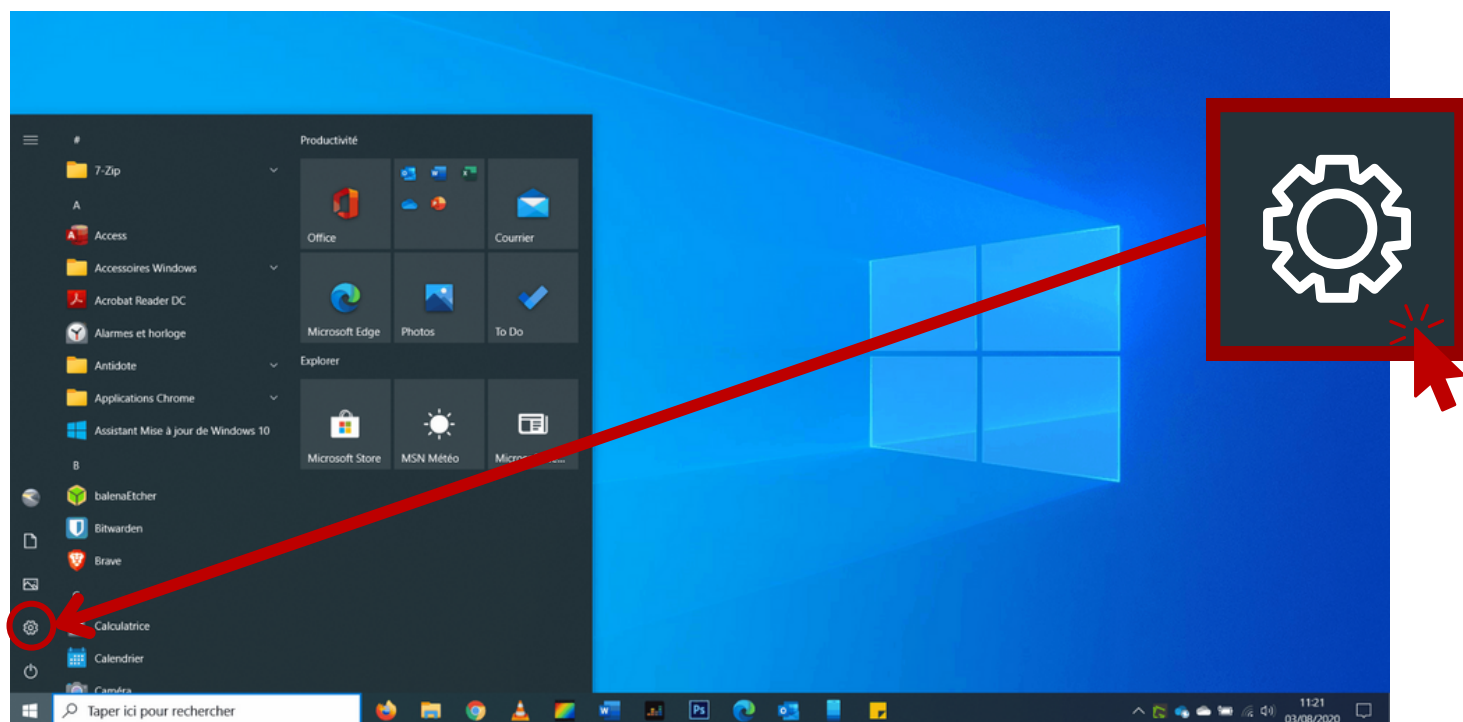 #
7-Zip
A
Access
Accessoires Windows
Acrobat Reader DC
Alarmes et horloge
Antidote
Applications Chrome
Assistant Mise à jour de Windows 10
B
balenaEtcher
Bitwarden
Brave
Calculatrice
Calendrier
Caméra
Productivité
Office
Courrier
Microsoft Edge
Photos
To Do
Explorer
Microsoft Store
MSN Météo
Taper ici pour rechercher
Ps
11:21
03/08/2020